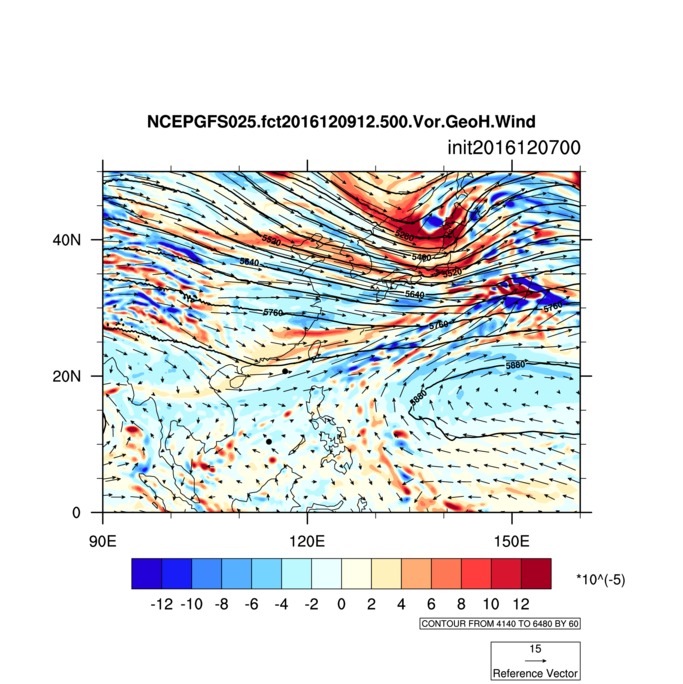 NCEPGFS025.fct2016120912.500.Vor.GeoH.Wind
init2016120700
40N
20N
0
90E 120E 150E
5520
5640
5760
5280
5400
5520
5640
5760
5760
5880
5880
-12 -10 -8 -6 -4 -2 0 2 4 6 8 10 12
*10^(-5)
CONTOUR FROM 4140 TO 6480 BY 60
15
Reference Vector